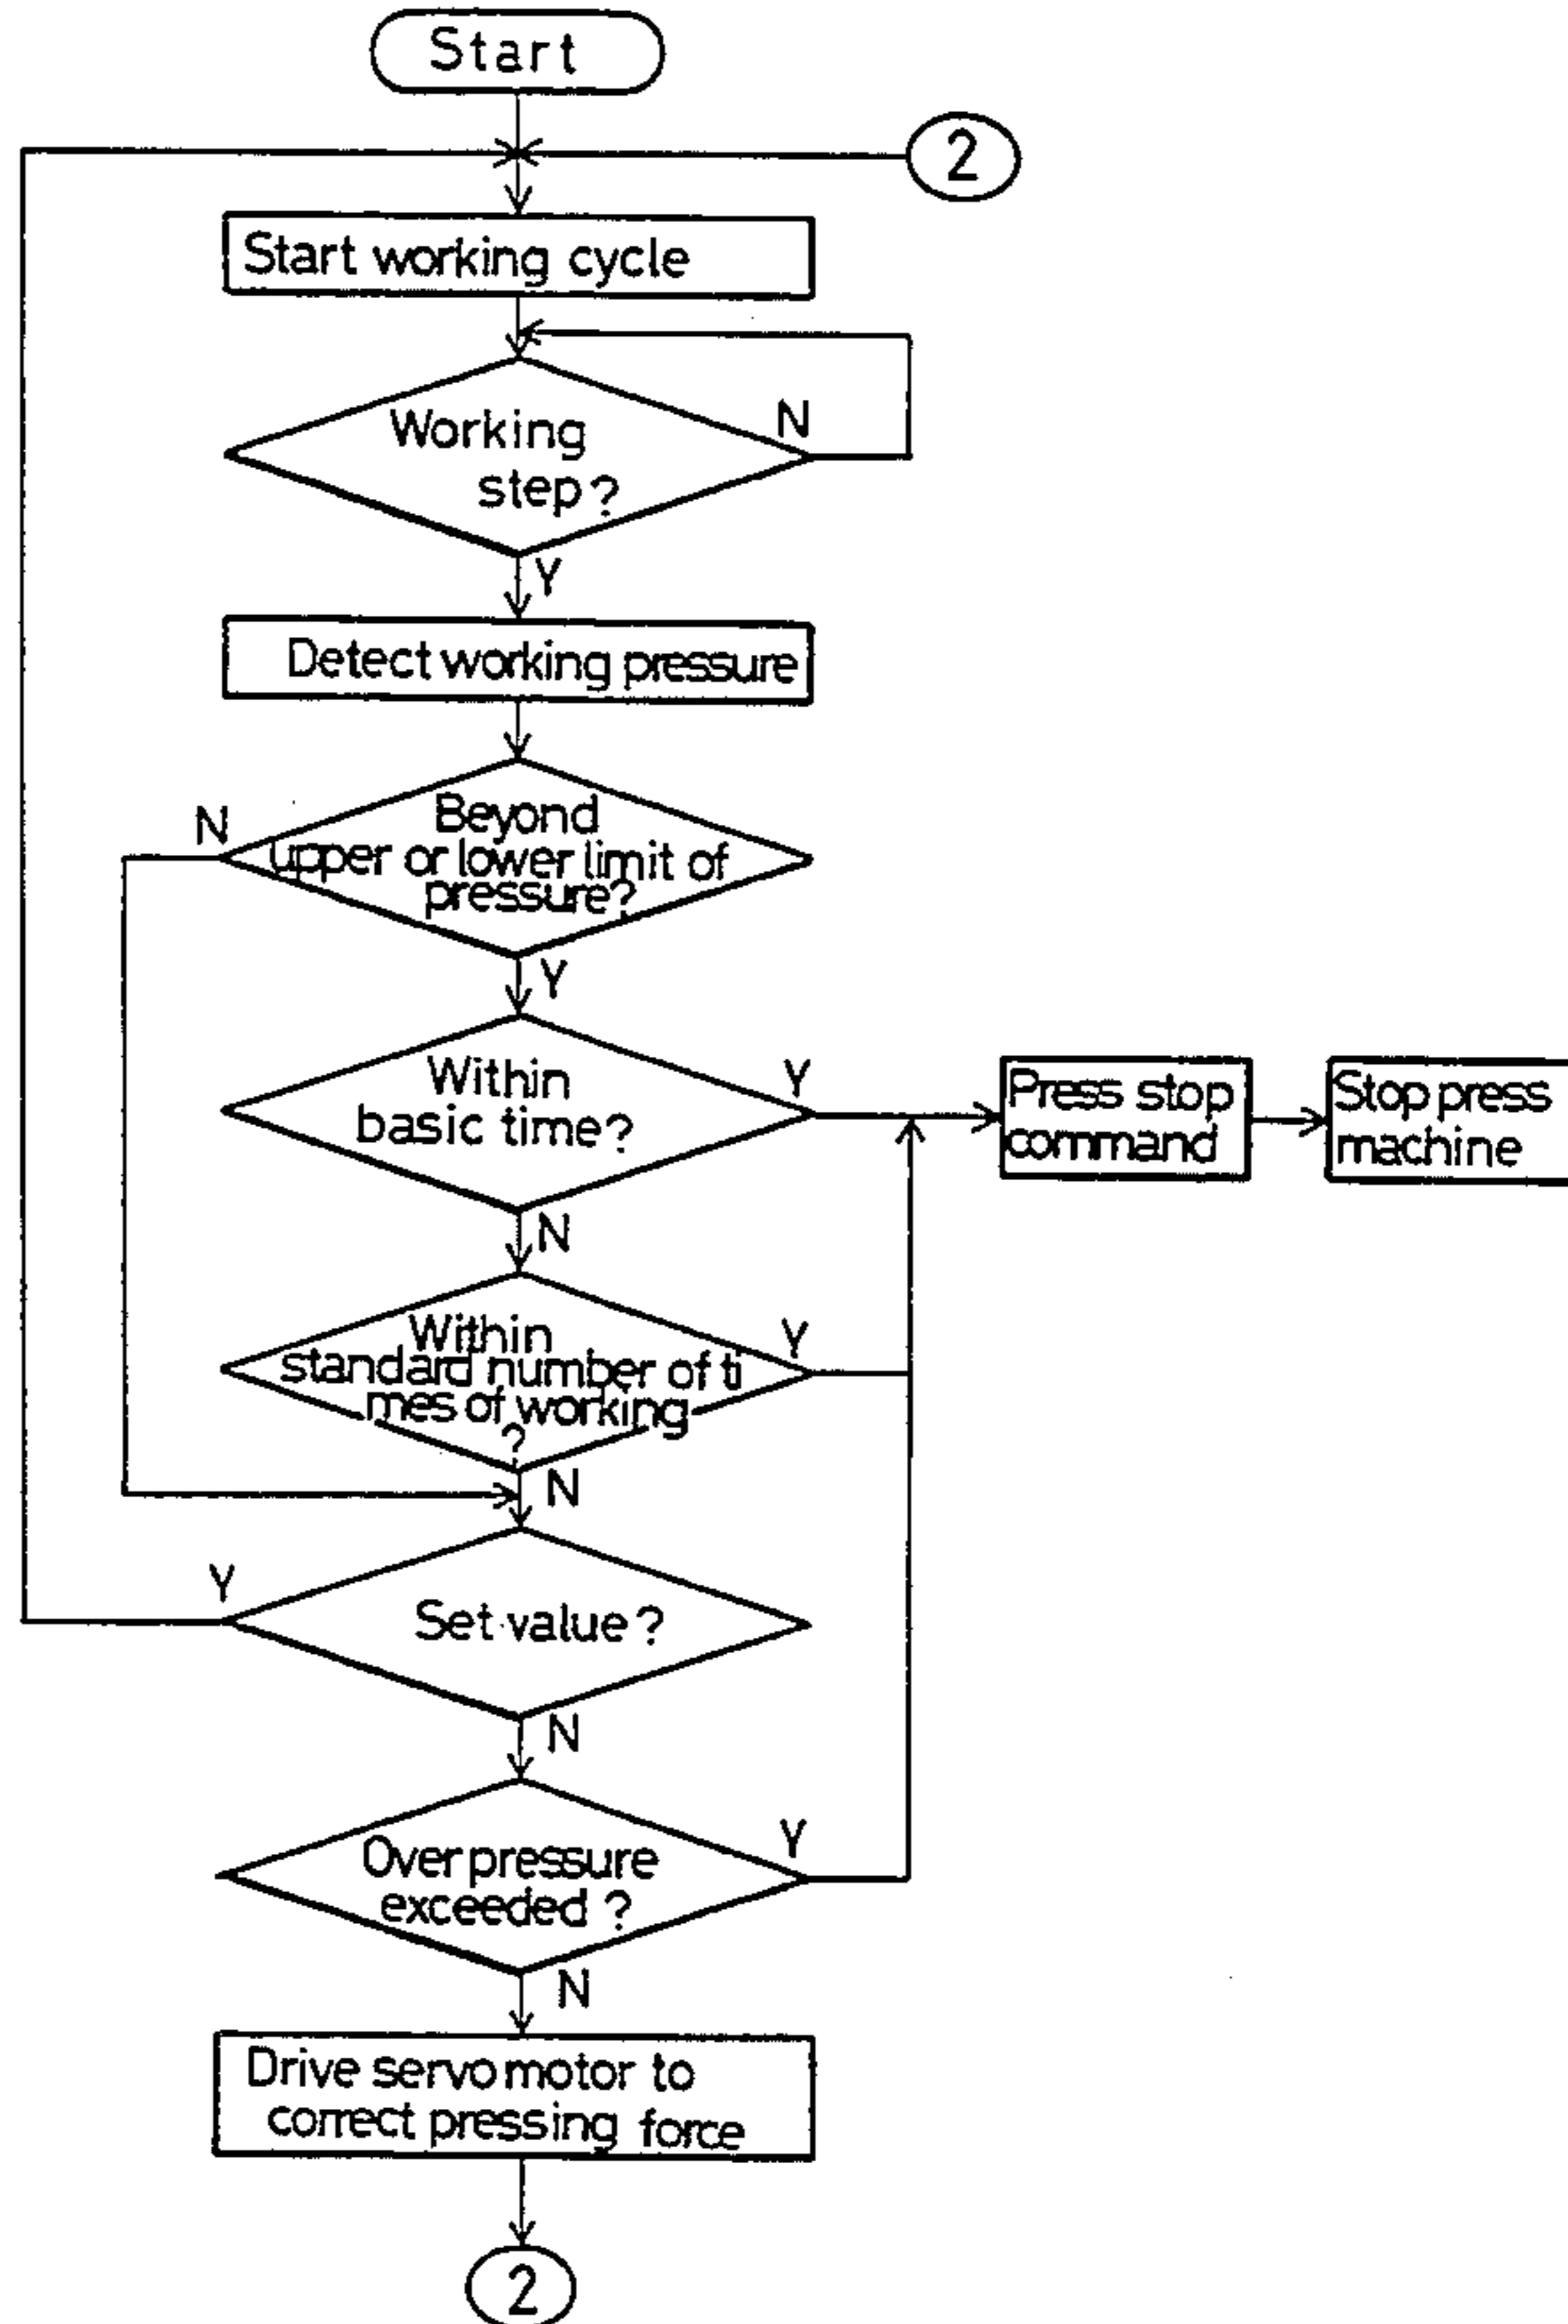 Start
2
Start working cycle
N
Working
step?
Y
Detect working pressure
N
Beyond
upper or lower limit of
pressure?
Y
Within
basic time?
Y
Press stop
command
Stop press
machine
N
Within
standard number of ti
mes of working
?
Y
N
Y
Set value?
N
Over pressure
exceeded?
Y
N
Drive servo motor to
correct pressing force
2